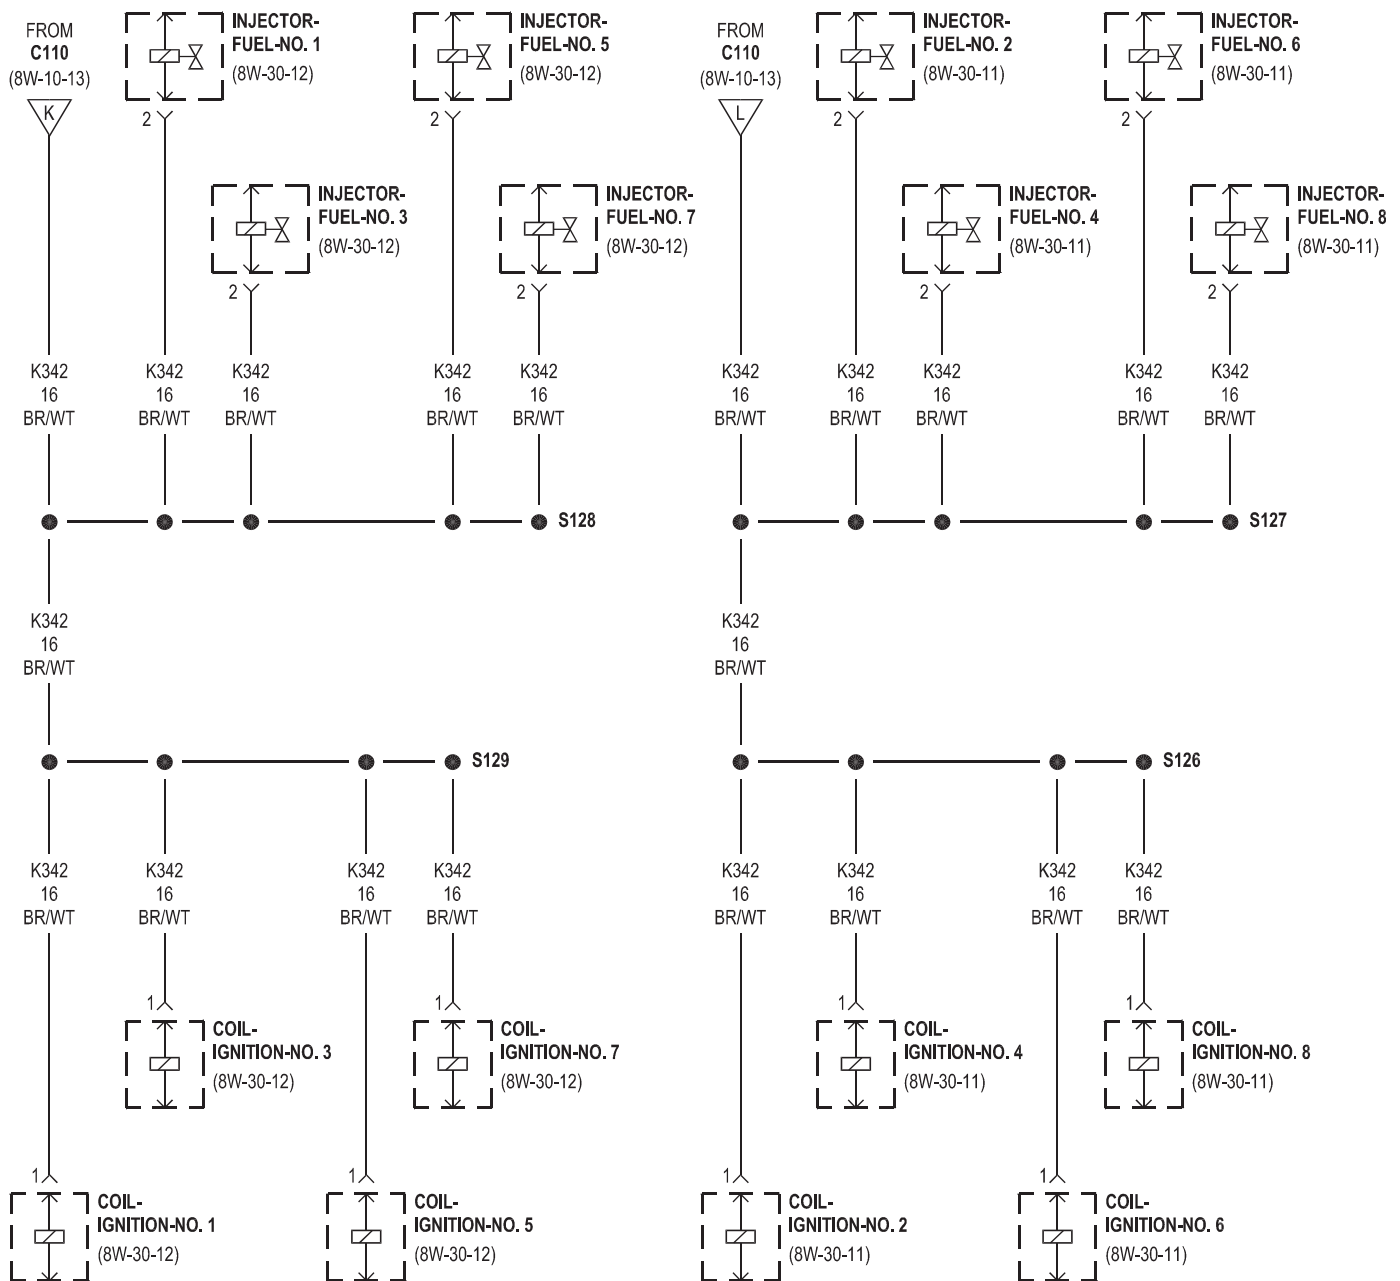 FROM
C110
(8W-10-13)
K
INJECTOR-
FUEL-NO. 1
(8W-30-12)
2
INJECTOR-
FUEL-NO. 5
(8W-30-12)
2
FROM
C110
(8W-10-13)
L
INJECTOR-
FUEL-NO. 2
(8W-30-11)
2
INJECTOR-
FUEL-NO. 6
(8W-30-11)
2
INJECTOR-
FUEL-NO. 3
(8W-30-12)
2
INJECTOR-
FUEL-NO. 7
(8W-30-12)
2
INJECTOR-
FUEL-NO. 4
(8W-30-11)
2
INJECTOR-
FUEL-NO. 8
(8W-30-11)
2
K342
16
BR/WT
K342
16
BR/WT
K342
16
BR/WT
K342
16
BR/WT
K342
16
BR/WT
K342
16
BR/WT
K342
16
BR/WT
K342
16
BR/WT
K342
16
BR/WT
K342
16
BR/WT
S128
S127
K342
16
BR/WT
K342
16
BR/WT
S129
S126
K342
16
BR/WT
K342
16
BR/WT
K342
16
BR/WT
K342
16
BR/WT
K342
16
BR/WT
K342
16
BR/WT
K342
16
BR/WT
K342
16
BR/WT
1
COIL-
IGNITION-NO. 3
(8W-30-12)
1
COIL-
IGNITION-NO. 7
(8W-30-12)
1
COIL-
IGNITION-NO. 4
(8W-30-11)
1
COIL-
IGNITION-NO. 8
(8W-30-11)
1
COIL-
IGNITION-NO. 1
(8W-30-12)
1
COIL-
IGNITION-NO. 5
(8W-30-12)
1
COIL-
IGNITION-NO. 2
(8W-30-11)
1
COIL-
IGNITION-NO. 6
(8W-30-11)